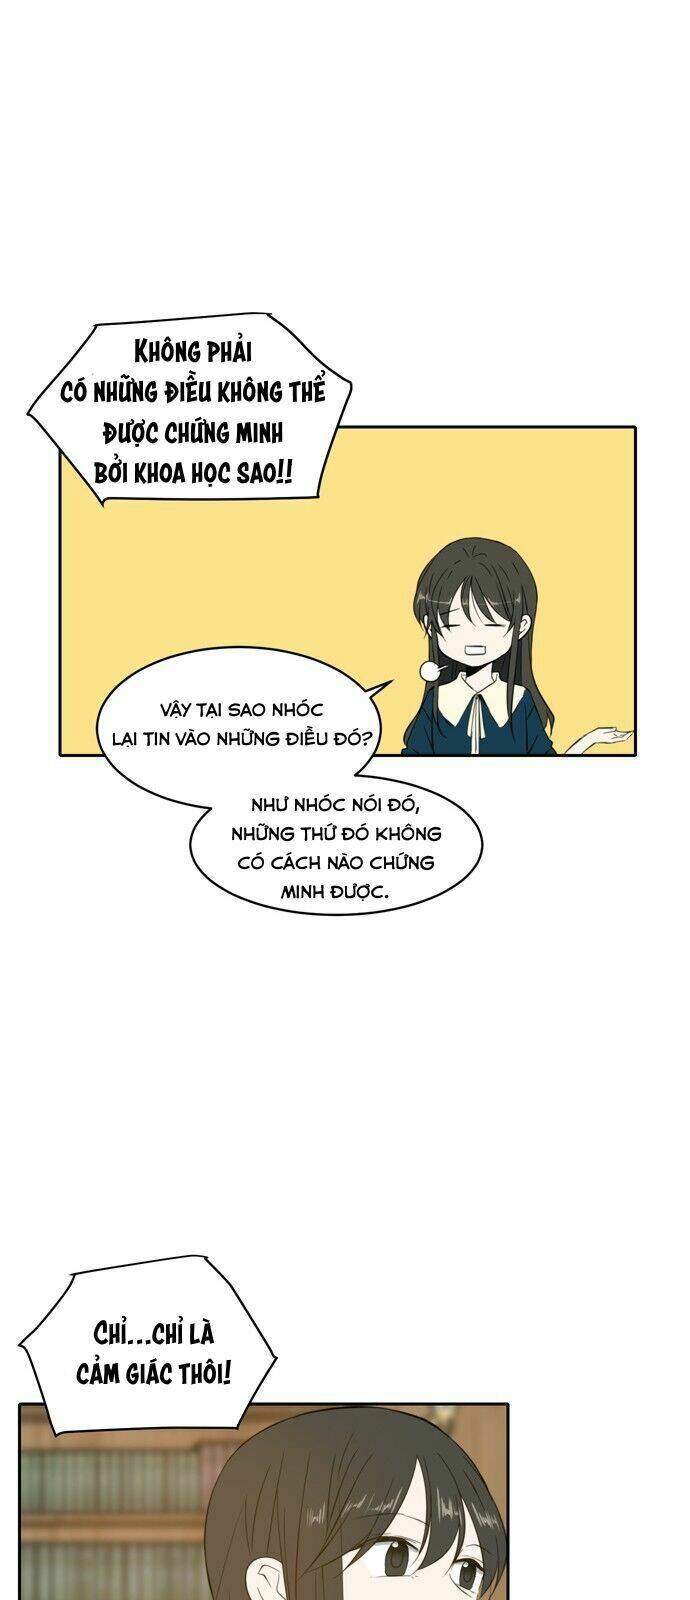 KHÔNG PHẢI
CÓ NHỮNG ĐIỀU KHÔNG THỂ
ĐƯỢC CHỨNG MINH
BỞI KHOA HỌC SAO!!
VẬY TẠI SAO NHÓC
LẠI TIN VÀO NHỮNG ĐIỀU ĐÓ?
NHƯ NHÓC NÓI ĐÓ,
NHỮNG THỨ ĐÓ KHÔNG
CÓ CÁCH NÀO CHỨNG
MINH ĐƯỢC.
CHỈ...CHỈ LÀ
CẢM GIÁC THÔI!